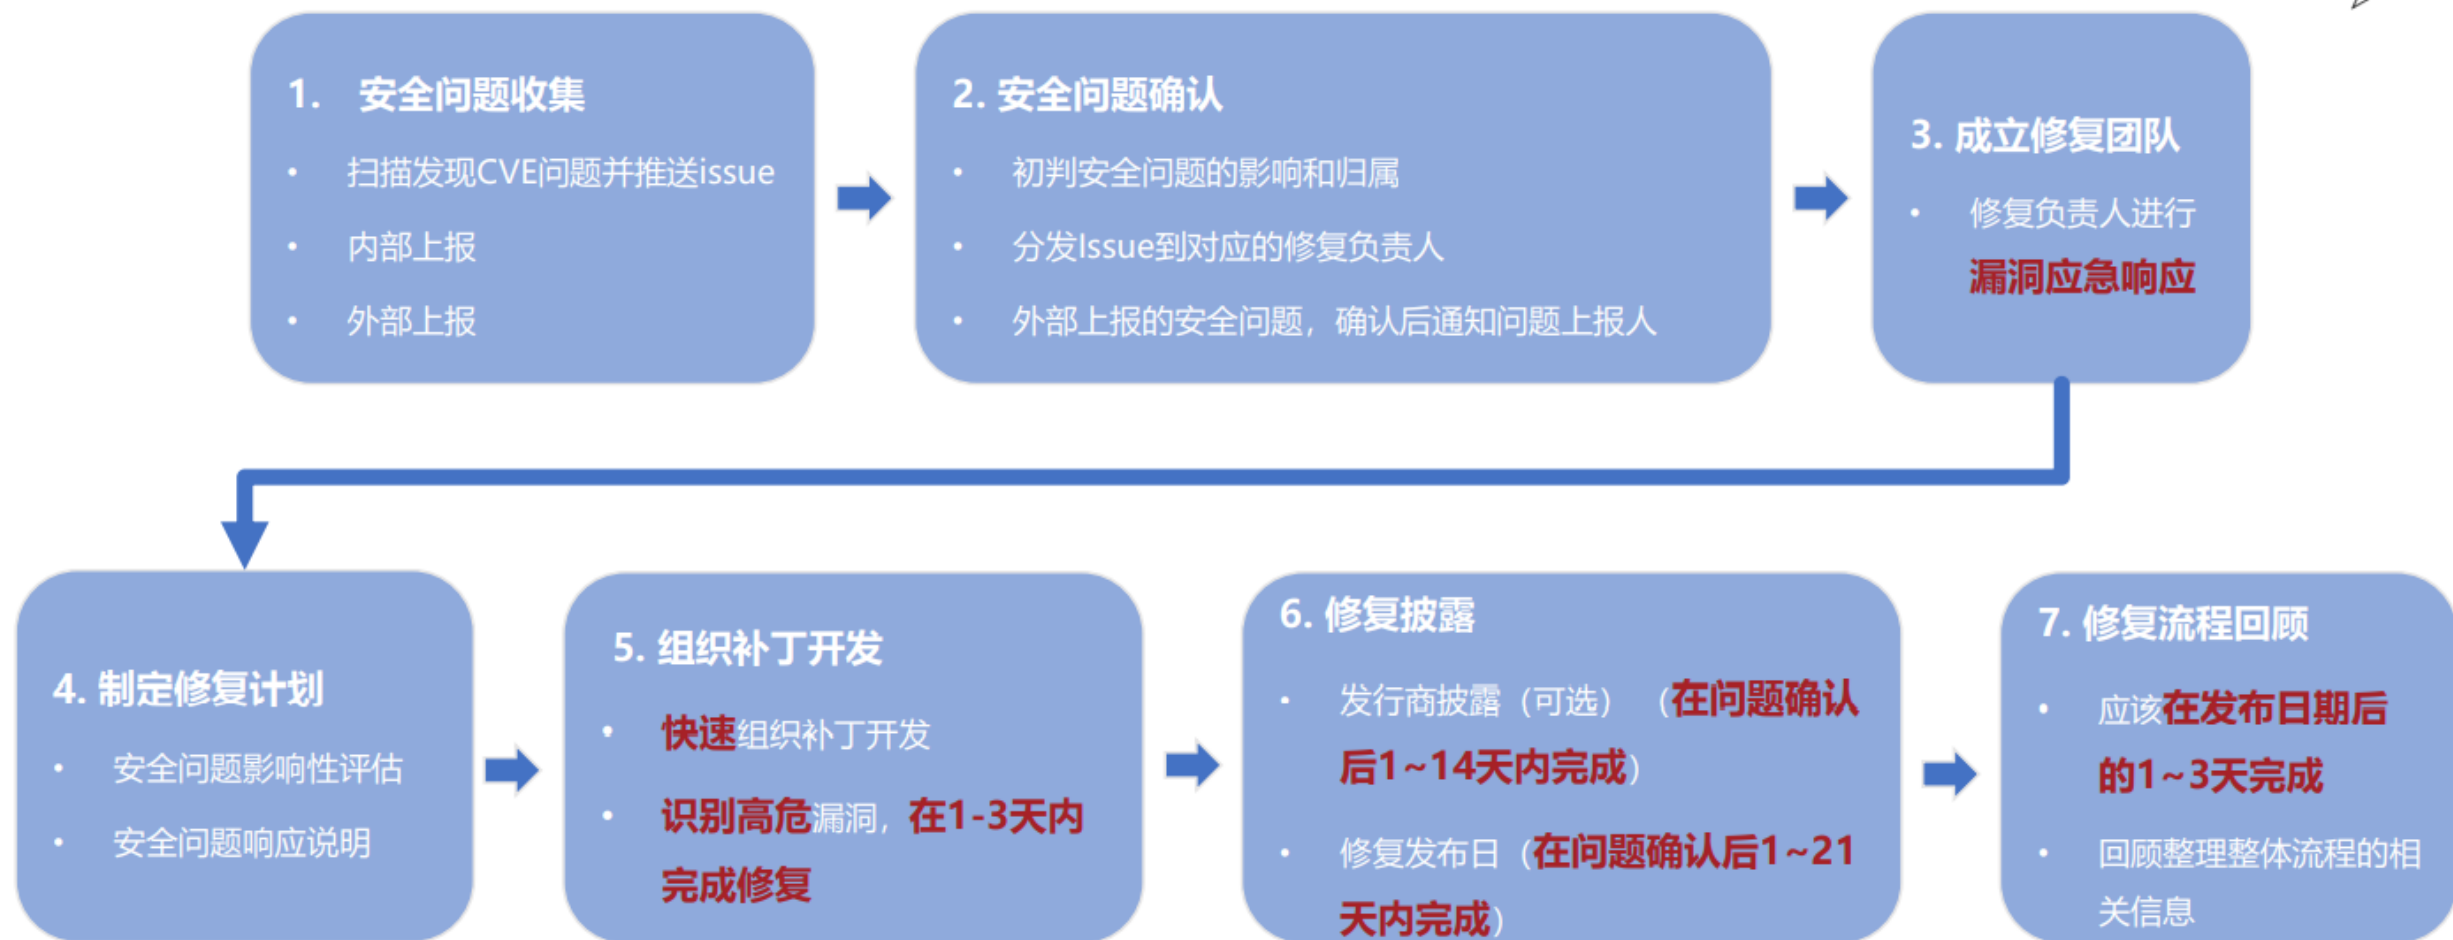 1. 安全问题收集
• 扫描发现CVE问题并推送issue
• 内部上报
• 外部上报
2. 安全问题确认
• 初判安全问题的影响和归属
• 分发Issue到对应的修复负责人
• 外部上报的安全问题，确认后通知问题上报人
3. 成立修复团队
• 修复负责人进行
漏洞应急响应
4. 制定修复计划
• 安全问题影响性评估
• 安全问题响应说明
5. 组织补丁开发
• 快速组织补丁开发
• 识别高危漏洞，在1-3天内
完成修复
6. 修复披露
• 发行商披露（可选）（在问题确认
后1~14天内完成）
• 修复发布日（在问题确认后1~21
天内完成）
7. 修复流程回顾
• 应该在发布日期后
的1~3天完成
• 回顾整理整体流程的相
关信息